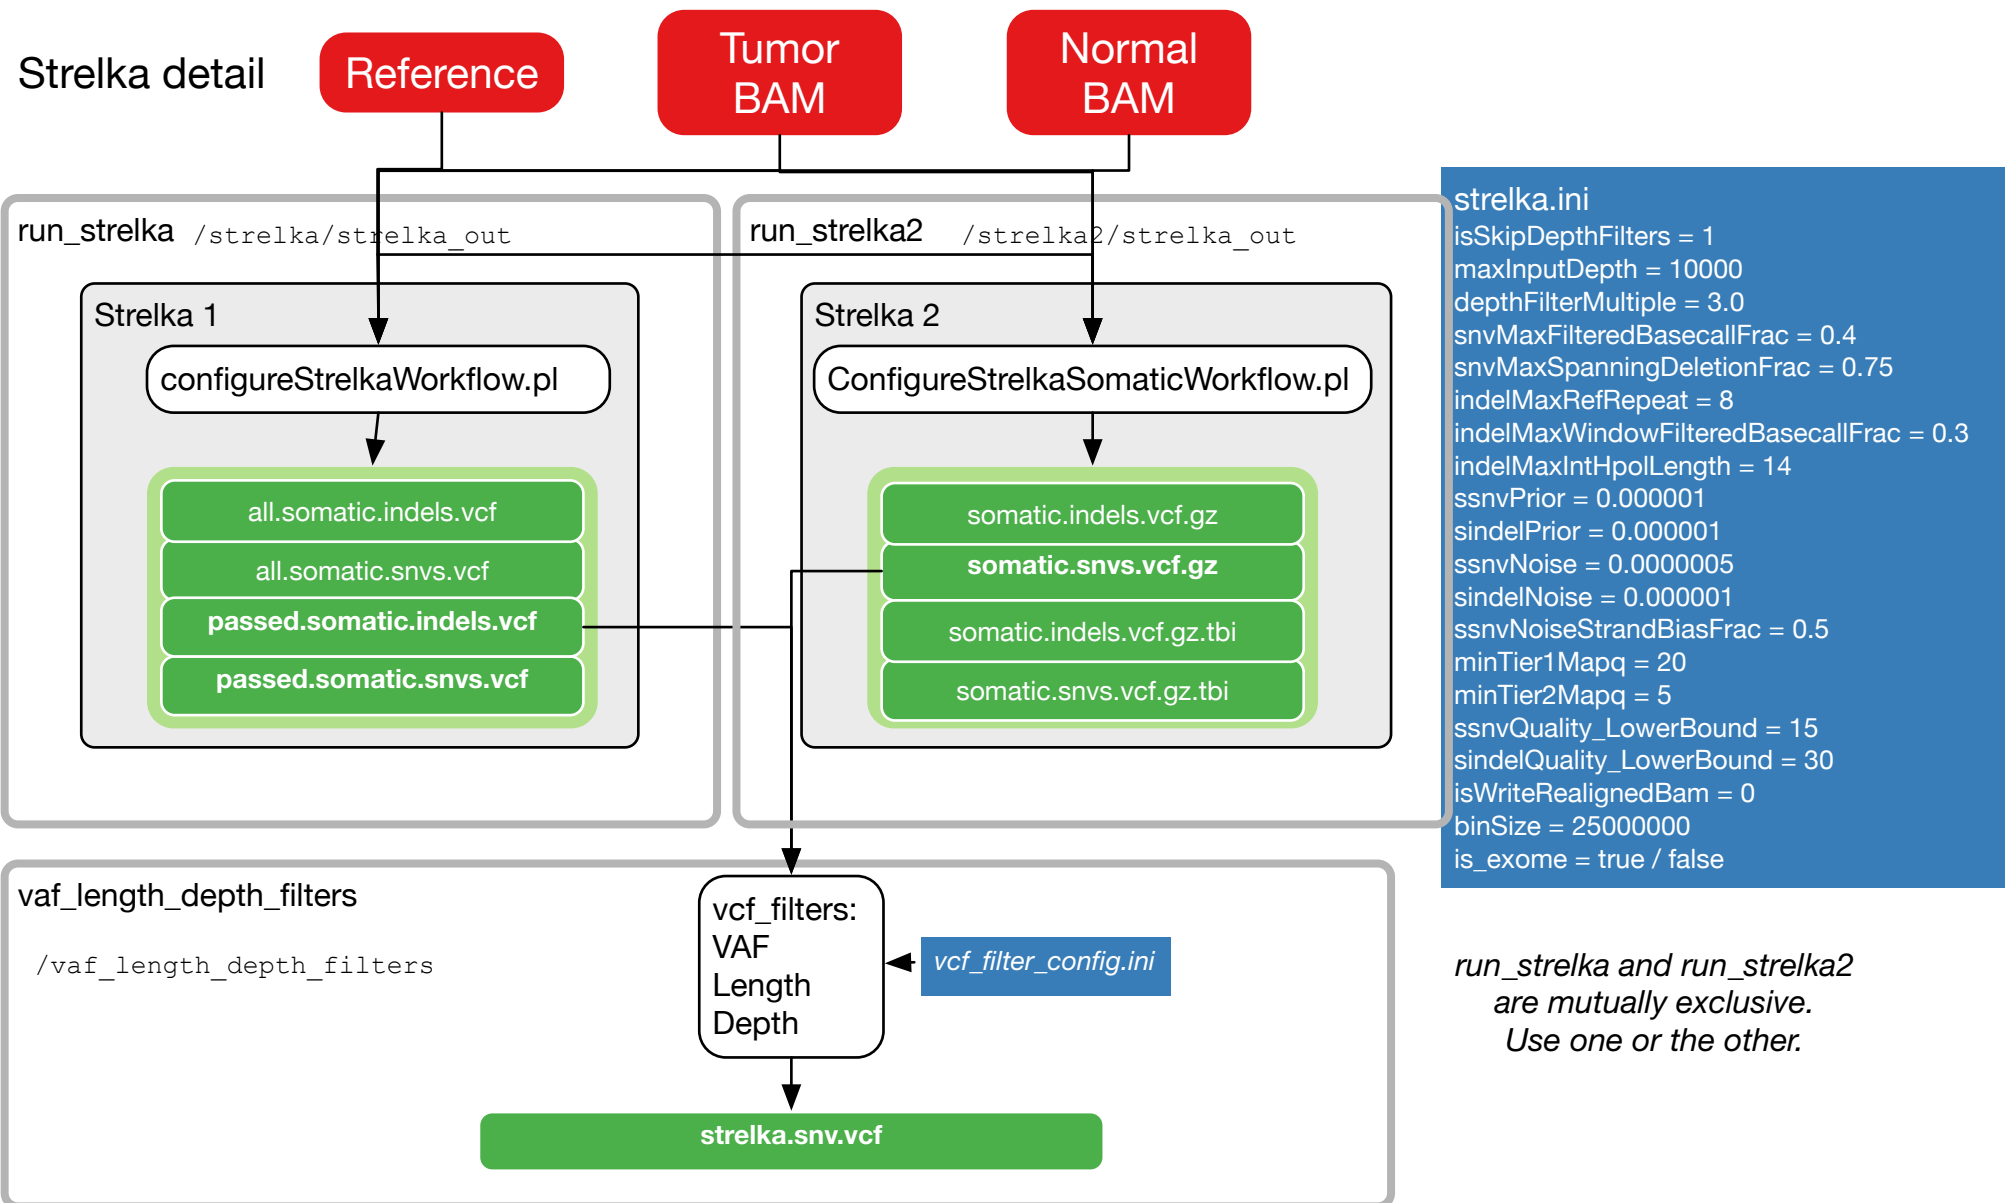 Strelka detail
Reference
Tumor
BAM
Normal
BAM
run_strelka /strelka/strelka_out
Strelka 1
configureStrelkaWorkflow.pl
all.somatic.indels.vcf
all.somatic.snvs.vcf
passed.somatic.indels.vcf
passed.somatic.snvs.vcf
run_strelka2 /strelka2/strelka_out
Strelka 2
ConfigureStrelkaSomaticWorkflow.pl
somatic.indels.vcf.gz
somatic.snvs.vcf.gz
somatic.indels.vcf.gz.tbi
somatic.snvs.vcf.gz.tbi
strelka.ini
isSkipDepthFilters = 1
maxInputDepth = 10000
depthFilterMultiple = 3.0
snvMaxFilteredBasecallFrac = 0.4
snvMaxSpanningDeletionFrac = 0.75
indelMaxRefRepeat = 8
indelMaxWindowFilteredBasecallFrac = 0.3
indelMaxIntHpolLength = 14
ssnvPrior = 0.000001
sindelPrior = 0.000001
ssnvNoise = 0.0000005
sindelNoise = 0.000001
ssnvNoiseStrandBiasFrac = 0.5
minTier1Mapq = 20
minTier2Mapq = 5
ssnvQuality_LowerBound = 15
sindelQuality_LowerBound = 30
isWriteRealignedBam = 0
binSize = 25000000
is_exome = true / false
vaf_length_depth_filters
/vaf_length_depth_filters
vcf_filters:
VAF
Length
Depth
vcf_filter_config.ini
strelka.snv.vcf
run_strelka and run_strelka2
are mutually exclusive.
Use one or the other.